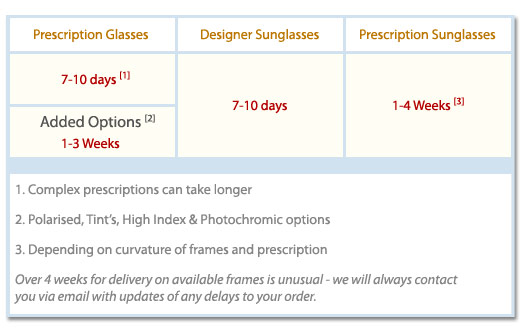 Prescription Glasses Designer Sunglasses Prescription Sunglasses
7-10 days [1]
Added Options [2]
1-3 Weeks
7-10 days
1-4 Weeks [3]
1. Complex prescriptions can take longer
2. Polarised, Tint's, High Index & Photochromic options
3. Depending on curvature of frames and prescription
Over 4 weeks for delivery on available frames is unusual - we will always contact
you via email with updates of any delays to your order.